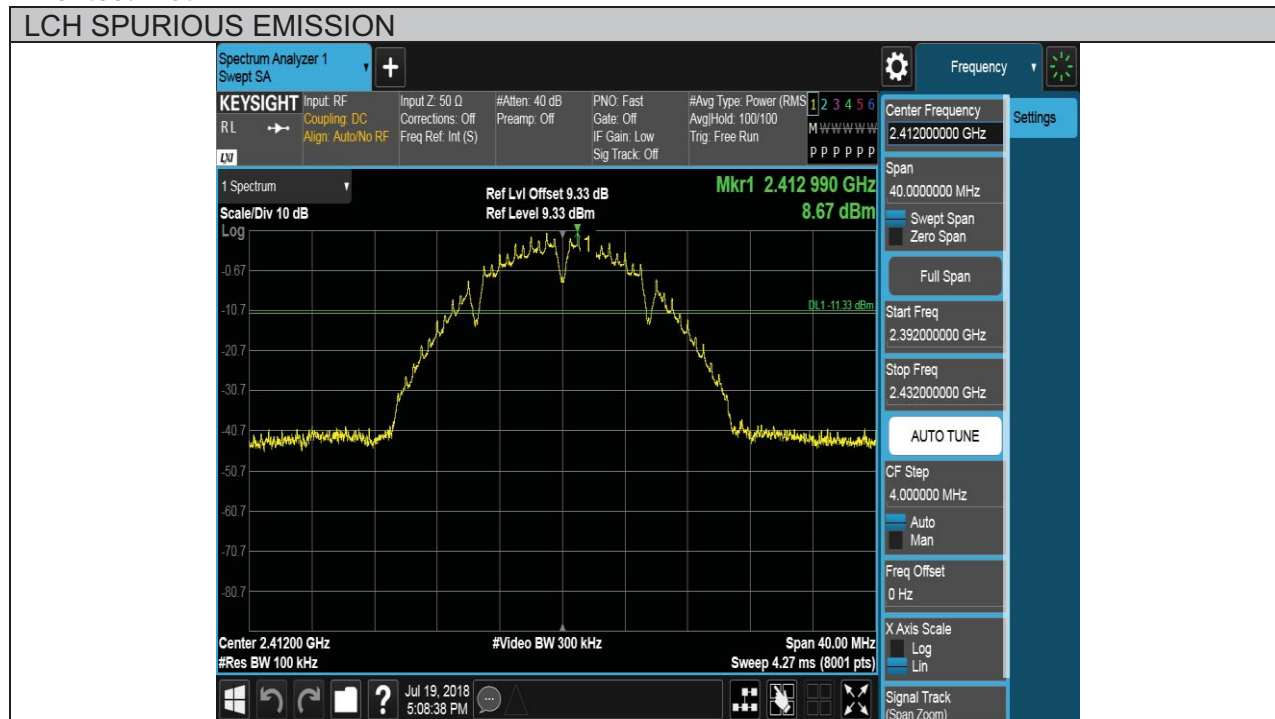 LCH SPURIOUS EMISSION
Spectrum Analyzer 1
Swept SA
Frequency
KEYSIGHT
RL
LXI
Input: RF
Coupling: DC
Align: Auto/No RF
Input Z: 50 Ω
Corrections: Off
Freq Ref: Int (S)
#Atten: 40 dB
Preamp: Off
PNO: Fast
Gate: Off
IF Gain: Low
Sig Track: Off
#Avg Type: Power (RMS
Avg|Hold: 100/100
Trig: Free Run
1 2 3 4 5 6
M W W W W W
P P P P P P
1 Spectrum
Scale/Div 10 dB
Ref Lvl Offset 9.33 dB
Ref Level 9.33 dBm
Mkr1 2.412 990 GHz
8.67 dBm
Log
1
-0.67
-10.7
-20.7
-30.7
-40.7
-50.7
-60.7
-70.7
-80.7
DL1 -11.33 dBm
Center 2.41200 GHz
#Res BW 100 kHz
#Video BW 300 kHz
Span 40.00 MHz
Sweep 4.27 ms (8001 pts)
?
Jul 19, 2018
5:08:38 PM
Center Frequency
2.412000000 GHz
Settings
Span
40.0000000 MHz
Swept Span
Zero Span
Full Span
Start Freq
2.392000000 GHz
Stop Freq
2.432000000 GHz
AUTO TUNE
CF Step
4.000000 MHz
Auto
Man
Freq Offset
0 Hz
X Axis Scale
Log
Lin
Signal Track
(Span Zoom)